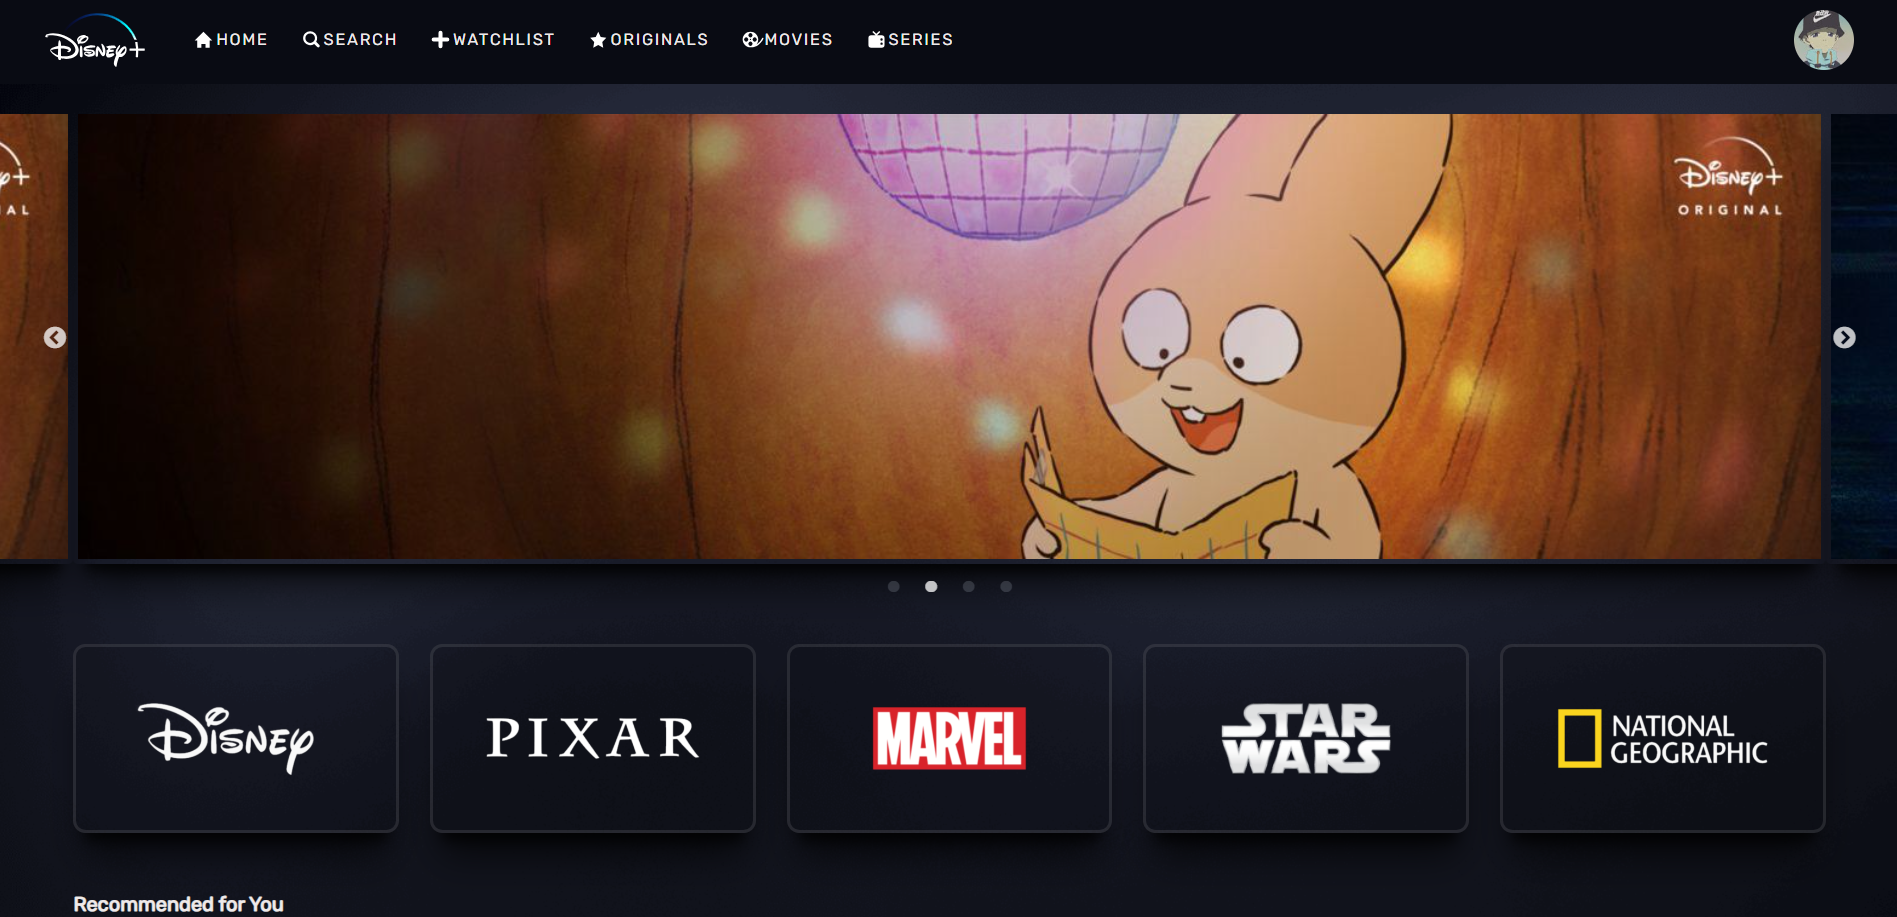 Disney+
HOME
SEARCH
WATCHLIST
ORIGINALS
MOVIES
SERIES
Disney+
ORIGINAL
Disney
PIXAR
MARVEL
STAR
WARS
NATIONAL
GEOGRAPHIC
Recommended for You